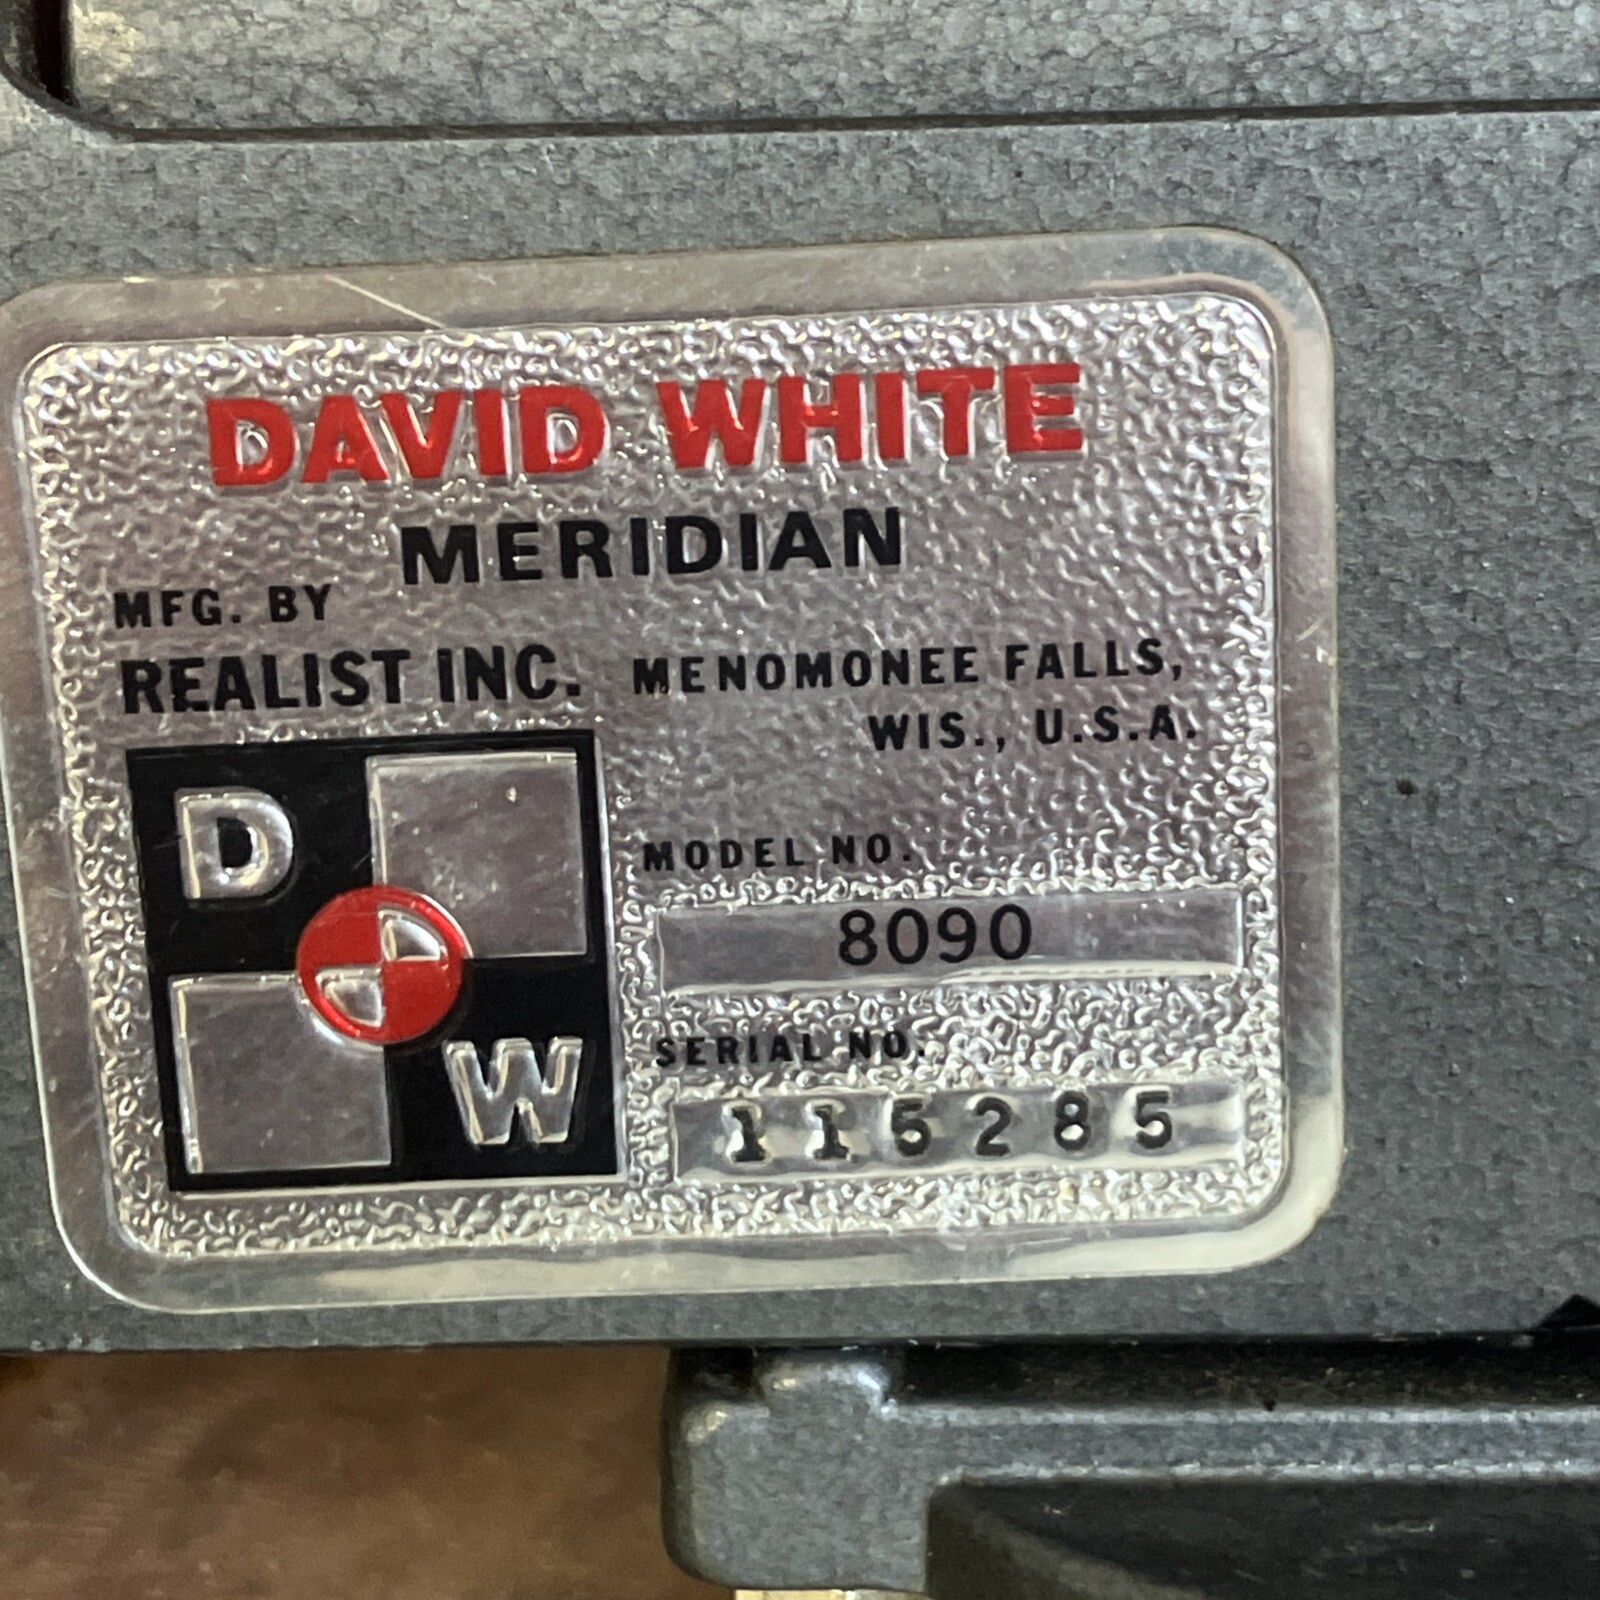 DAVID WHITE
MERIDIAN
MFG. BY
REALIST INC. MENOMONEE FALLS,
WIS., U.S.A.
D
W
MODEL NO.
8090
SERIAL NO.
115285